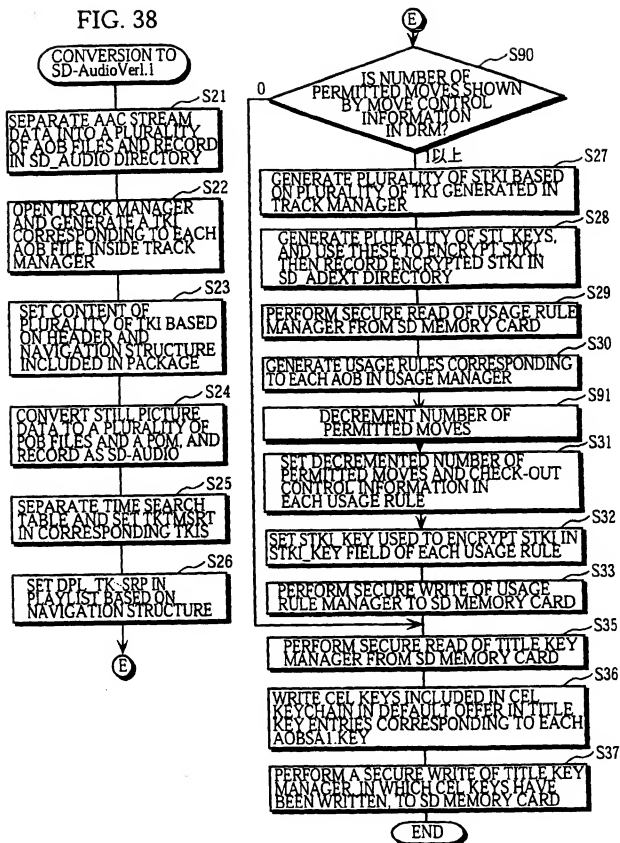 FIG. 38
CONVERSION TO
SD-AudioVer1.1
S21
SEPARATE AAC STREAM
DATA INTO A PLURALITY
OF AOB FILES AND RECORD
IN SD_AUDIO DIRECTORY
S22
OPEN TRACK MANAGER
AND GENERATE A TKI
CORRESPONDING TO EACH
AOB FILE INSIDE TRACK
MANAGER
S23
SET CONTENT OF
PLURALITY OF TKI BASED
ON HEADER AND
NAVIGATION STRUCTURE
INCLUDED IN PACKAGE
S24
CONVERT STILL PICTURE
DATA TO A PLURALITY OF
POB FILES AND A POM, AND
RECORD AS SD-AUDIO
S25
SEPARATE TIME SEARCH
TABLE AND SET TKTMSRT
IN CORRESPONDING TKIS
S26
SET DPL_TK-SRP IN
PLAYLIST BASED ON
NAVIGATION STRUCTURE
E
E
S90
IS NUMBER OF
PERMITTED MOVES SHOWN
BY MOVE CONTROL
INFORMATION
IN DRM?
0
1以上
S27
GENERATE PLURALITY OF STKI BASED
ON PLURALITY OF TKI GENERATED IN
TRACK MANAGER
S28
GENERATE PLURALITY OF STI_KEYS,
AND USE THESE TO ENCRYPT STKI
THEN RECORD ENCRYPTED STKI IN
SD_ADEXT DIRECTORY
S29
PERFORM SECURE READ OF USAGE RULE
MANAGER FROM SD MEMORY CARD
S30
GENERATE USAGE RULES CORRESPONDING
TO EACH AOB IN USAGE MANAGER
S91
DECREMENT NUMBER OF
PERMITTED MOVES
S31
SET DECREMENTED NUMBER OF
PERMITTED MOVES AND CHECK-OUT
CONTROL INFORMATION IN
EACH USAGE RULE
S32
SET STKI_KEY USED TO ENCRYPT STKI IN
STKI_KEY FIELD OF EACH USAGE RULE
S33
PERFORM SECURE WRITE OF USAGE
RULE MANAGER TO SD MEMORY CARD
S35
PERFORM SECURE READ OF TITLE KEY
MANAGER FROM SD MEMORY CARD
S36
WRITE CEL KEYS INCLUDED IN CEL
KEYCHAIN IN DEFAULT OFFER IN TITLE
KEY ENTRIES CORRESPONDING TO EACH
AOBSA1.KEY
S37
PERFORM A SECURE WRITE OF TITLE KEY
MANAGER, IN WHICH CEL KEYS HAVE
BEEN WRITTEN, TO SD MEMORY CARD
END